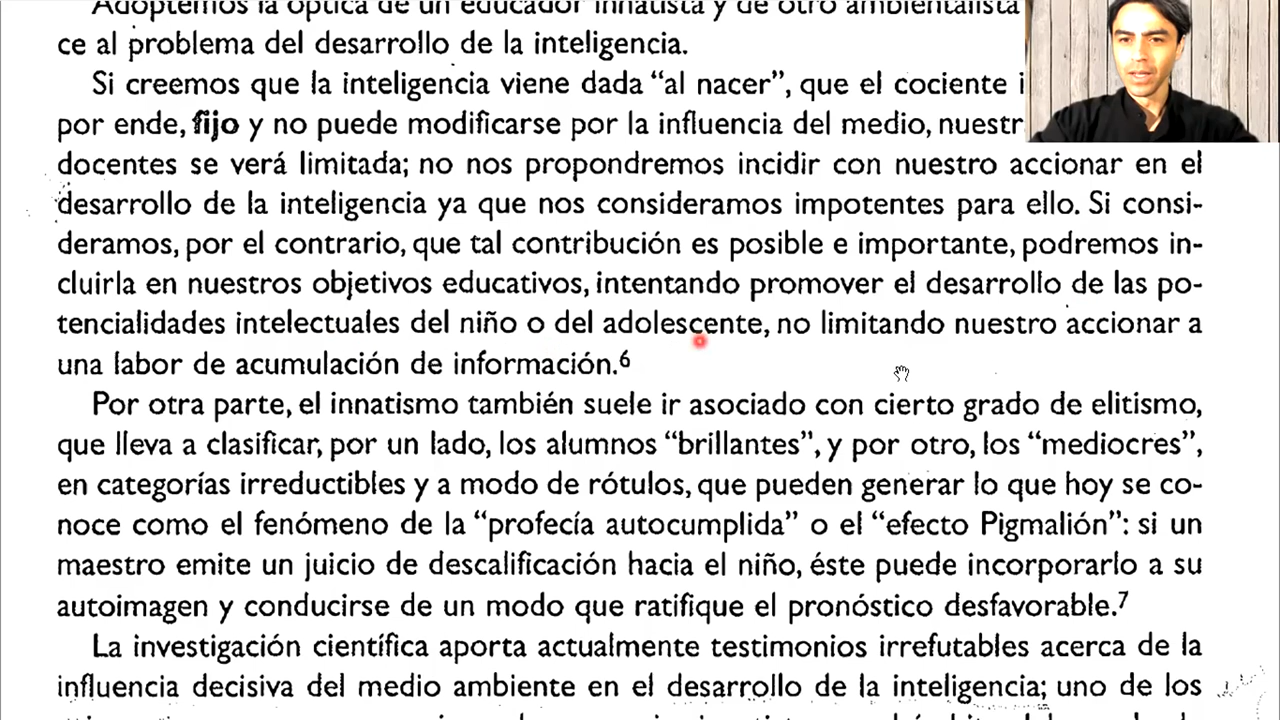 Adoptemos la óptica de un educador innatista y de otro ambientalista
ce al problema del desarrollo de la inteligencia.
Si creemos que la inteligencia viene dada “al nacer”, que el cociente i
por ende, fijo y no puede modificarse por la influencia del medio, nuestr
docentes se verá limitada; no nos propondremos incidir con nuestro accionar en el
desarrollo de la inteligencia ya que nos consideramos impotentes para ello. Si consi-
deramos, por el contrario, que tal contribución es posible e importante, podremos in-
cluirla en nuestros objetivos educativos, intentando promover el desarrollo de las po-
tencialidades intelectuales del niño o del adolescente, no limitando nuestro accionar a
una labor de acumulación de información.6
Por otra parte, el innatismo también suele ir asociado con cierto grado de elitismo,
que lleva a clasificar, por un lado, los alumnos “brillantes”, y por otro, los “mediocres”,
en categorías irreductibles y a modo de rótulos, que pueden generar lo que hoy se co-
noce como el fenómeno de la “profecía autocumplida” o el “efecto Pigmalión”: si un
maestro emite un juicio de descalificación hacia el niño, éste puede incorporarlo a su
autoimagen y conducirse de un modo que ratifique el pronóstico desfavorable.7
La investigación científica aporta actualmente testimonios irrefutables acerca de la
influencia decisiva del medio ambiente en el desarrollo de la inteligencia; uno de los